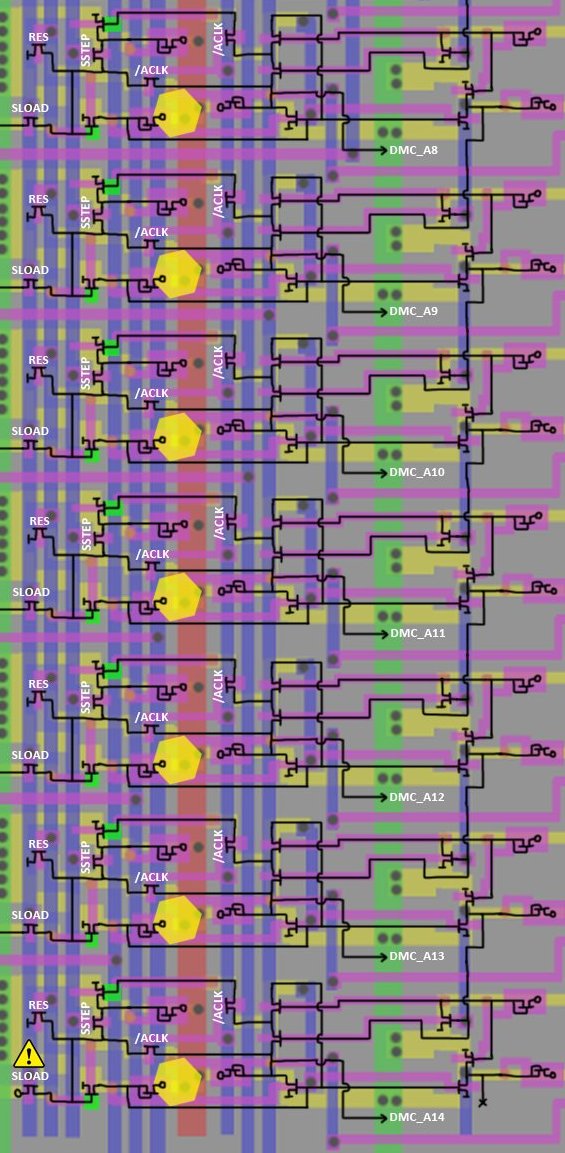 RES
SSTEP
/ACLK
/ACLK
SLOAD
DMC_A8
RES
SSTEP
/ACLK
/ACLK
SLOAD
DMC_A9
RES
SSTEP
/ACLK
/ACLK
SLOAD
DMC_A10
RES
SSTEP
/ACLK
/ACLK
SLOAD
DMC_A11
RES
SSTEP
/ACLK
/ACLK
SLOAD
DMC_A12
RES
SSTEP
/ACLK
/ACLK
SLOAD
DMC_A13
RES
SSTEP
/ACLK
/ACLK
!
SLOAD
DMC_A14